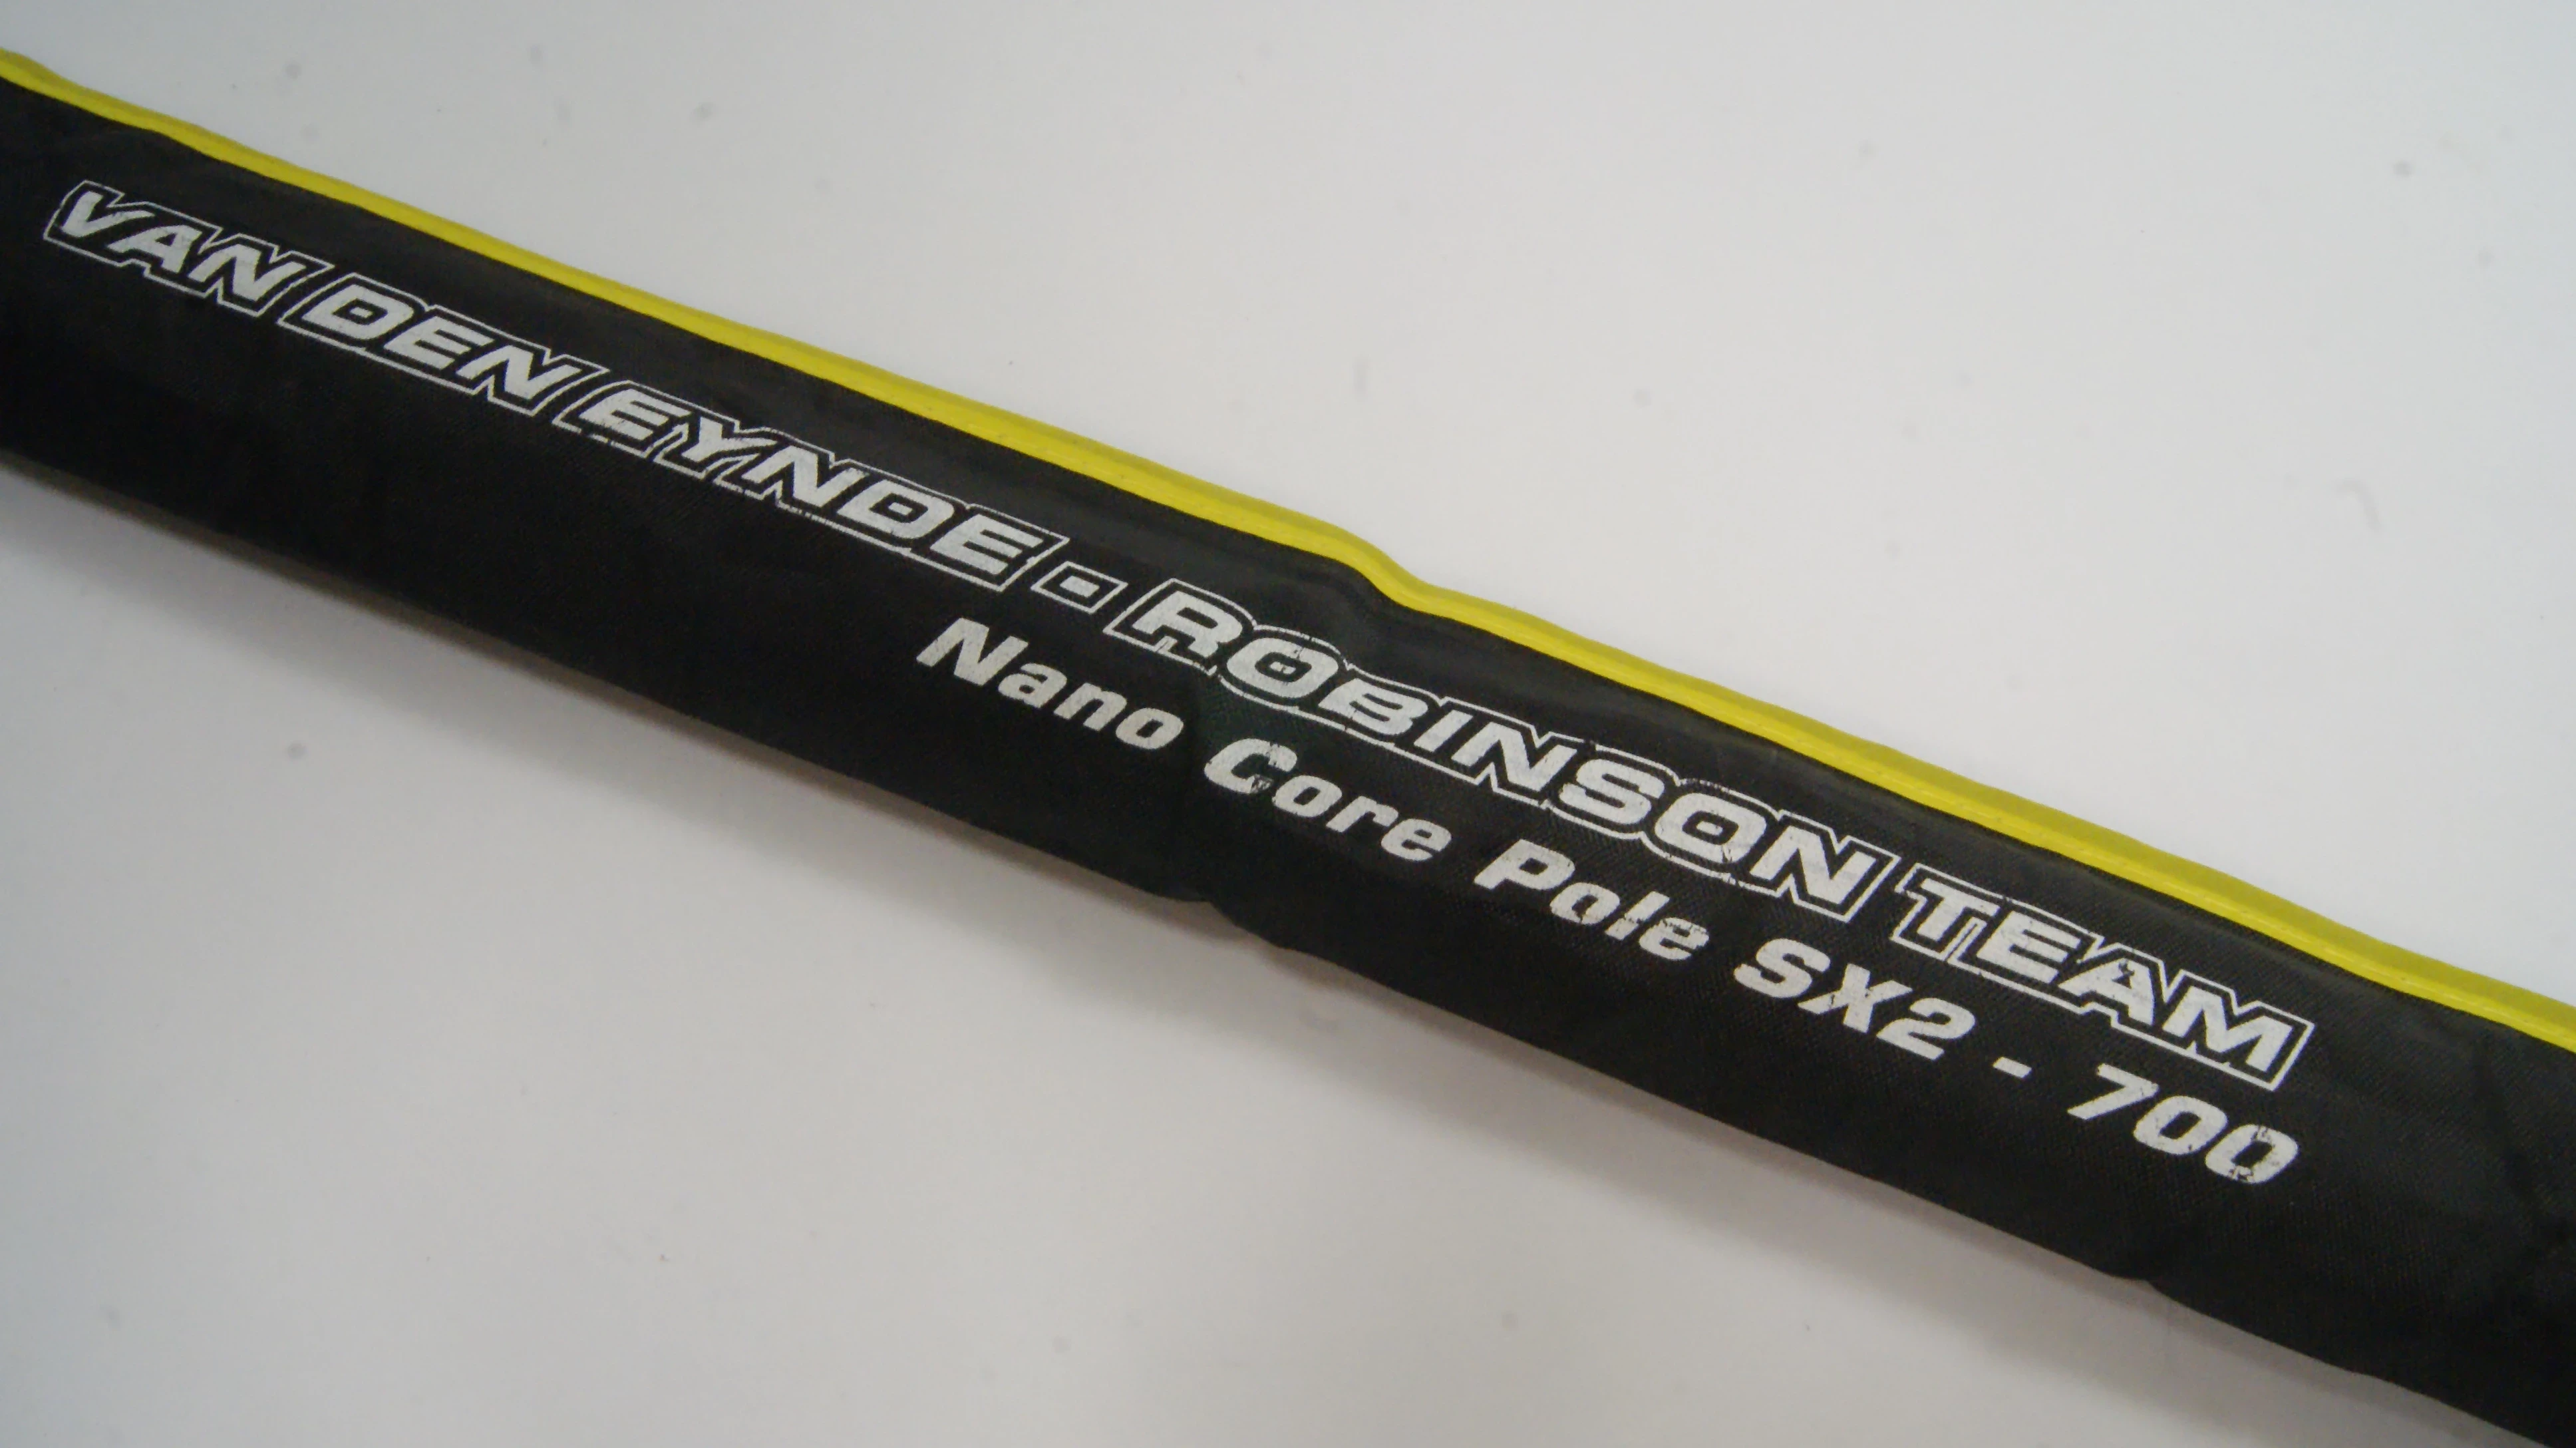 VAN DEN EYNDE - ROBINSON TEAM
Nano Core Pole SX2 - 700